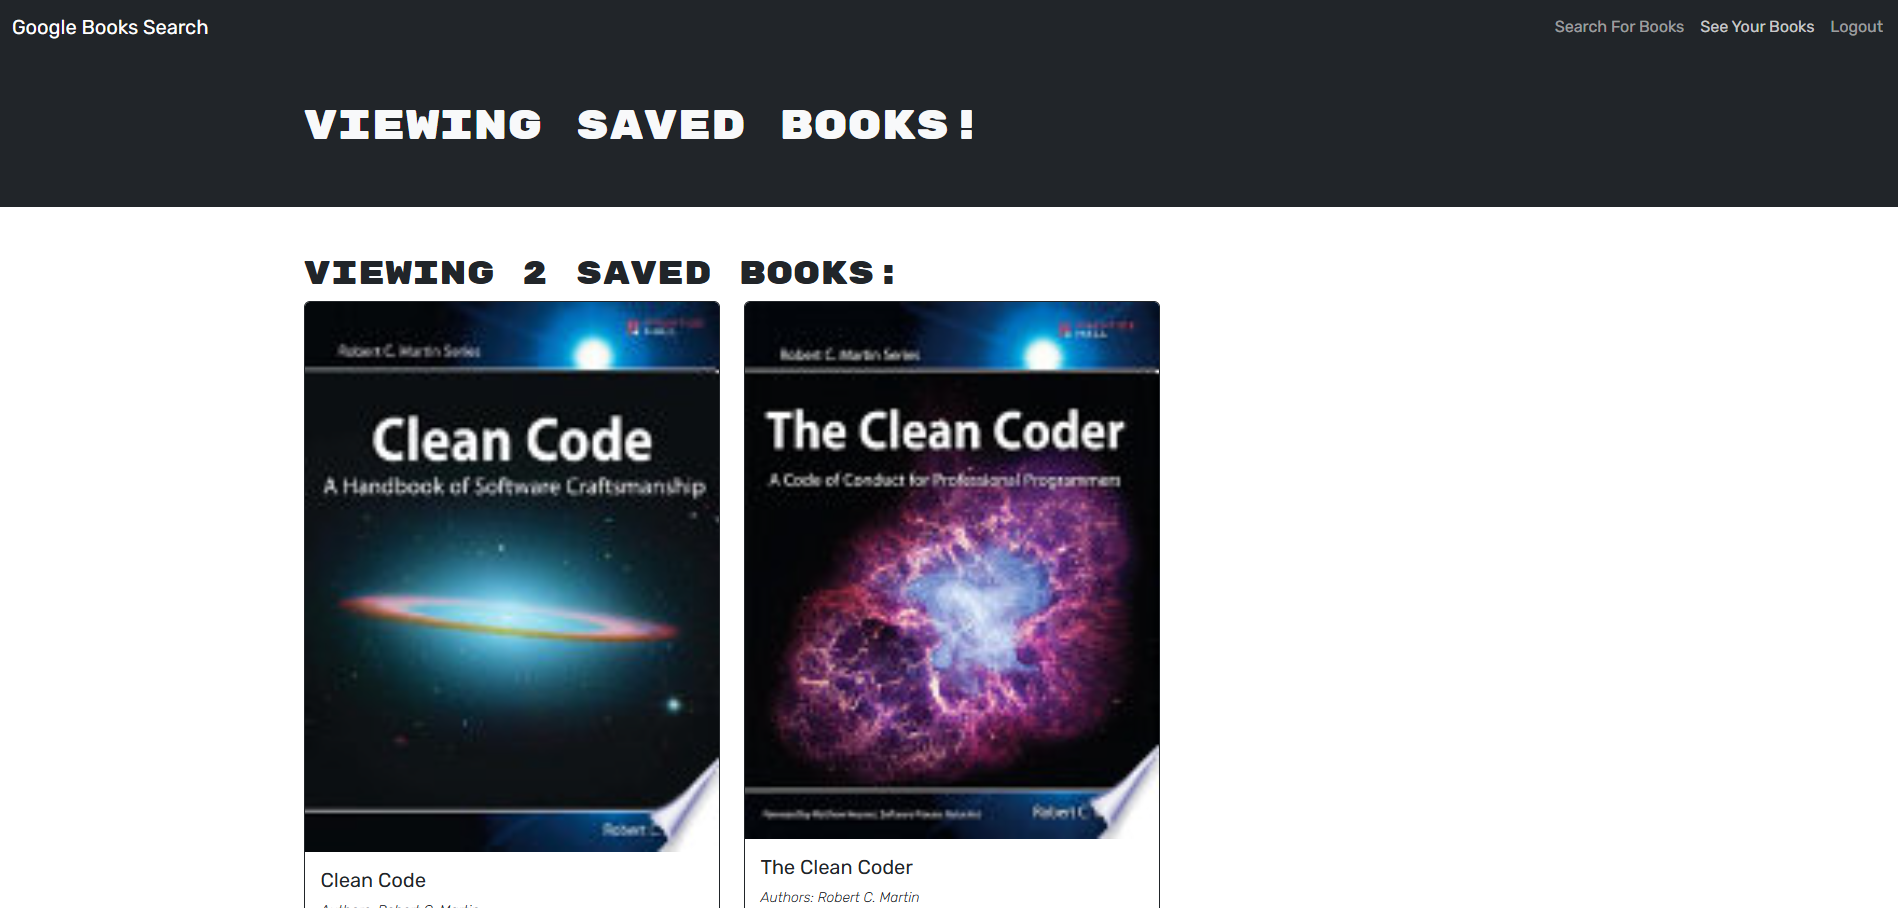 Google Books Search
Search For Books See Your Books Logout
VIEWING SAVED BOOKS!
VIEWING 2 SAVED BOOKS:
Robert C. Martin Series
Clean Code
A Handbook of Software Craftsmanship
Robert C.
Clean Code
Robert C. Martin Series
The Clean Coder
A Code of Conduct for Professional Programmers
Robert C.
The Clean Coder
Authors: Robert C. Martin